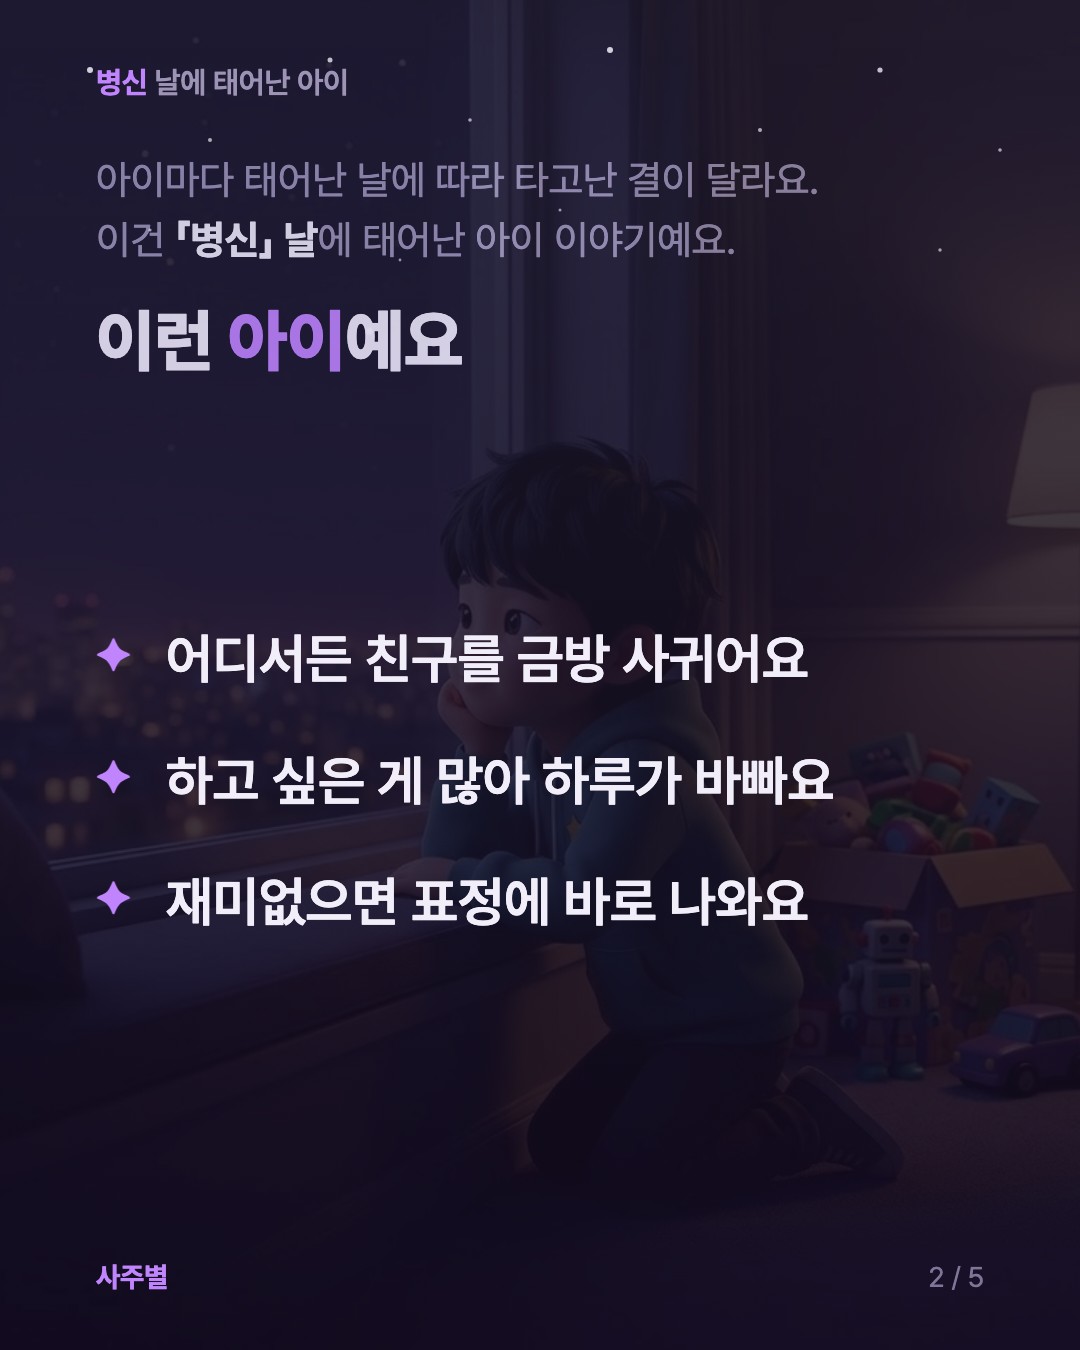 병신 날에 태어난 아이
아이마다 태어난 날에 따라 타고난 결이 달라요.
이건 「병신」 날에 태어난 아이 이야기예요.
이런 아이예요
어디서든 친구를 금방 사귀어요
하고 싶은 게 많아 하루가 바빠요
재미없으면 표정에 바로 나와요
사주별
2 / 5